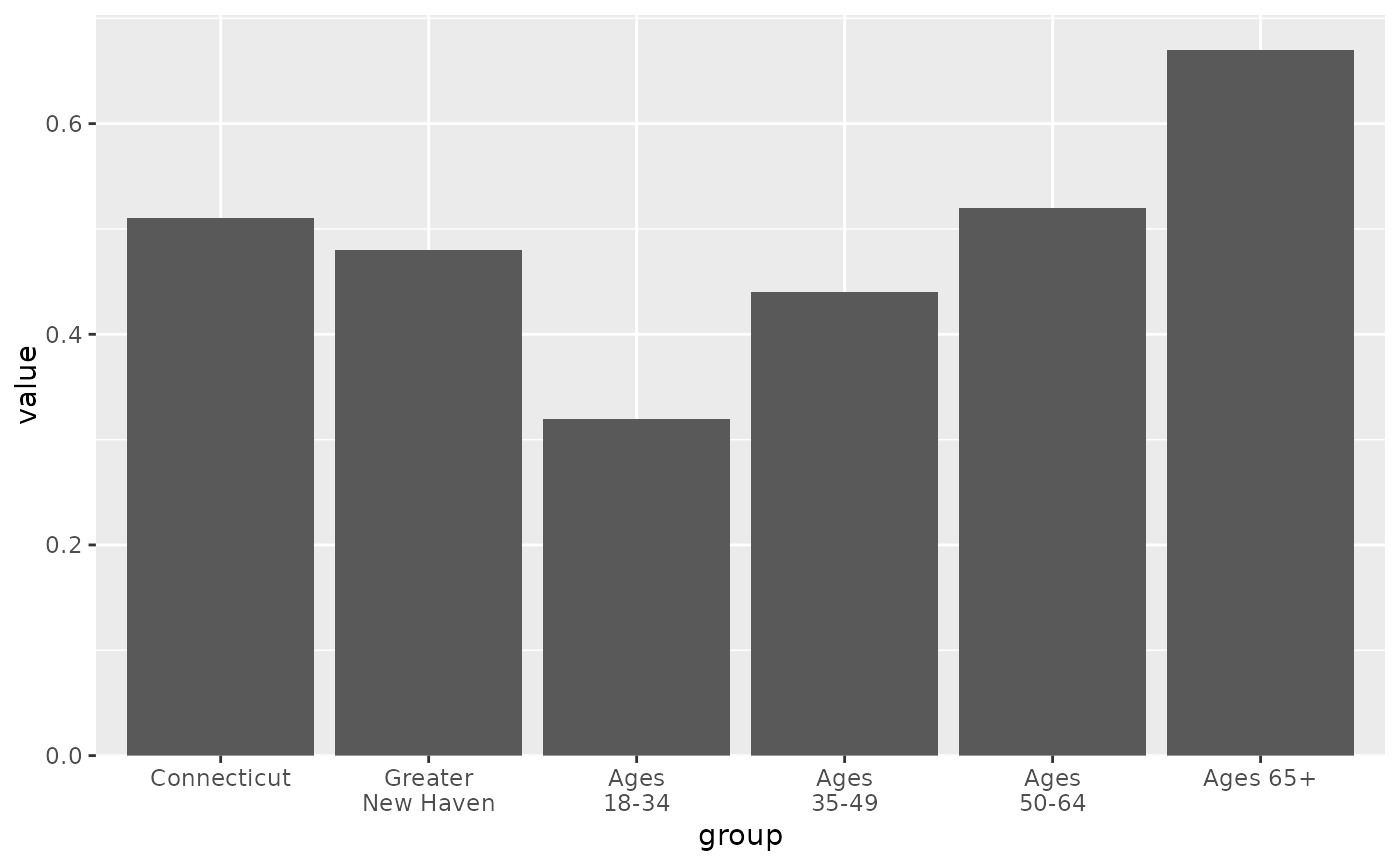 value
0.6
0.4
0.2
0.0
Connecticut
Greater
New Haven
Ages
18-34
Ages
35-49
Ages
50-64
Ages 65+
group